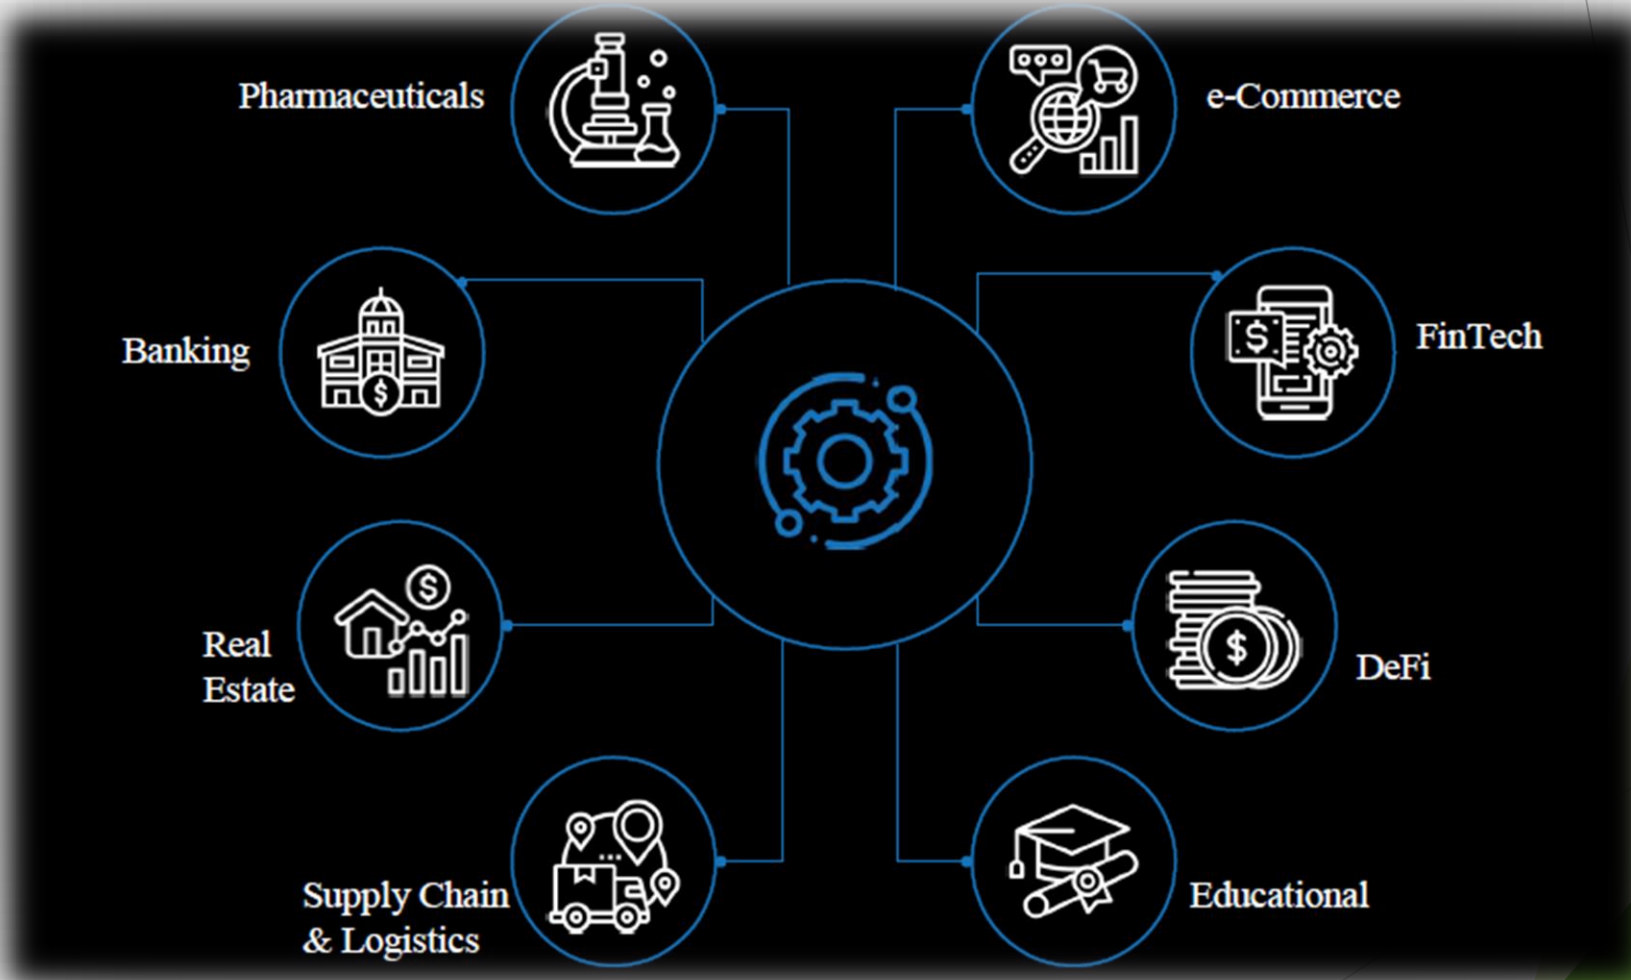 Pharmaceuticals
e-Commerce
Banking
FinTech
Real
Estate
DeFi
Supply Chain
& Logistics
Educational